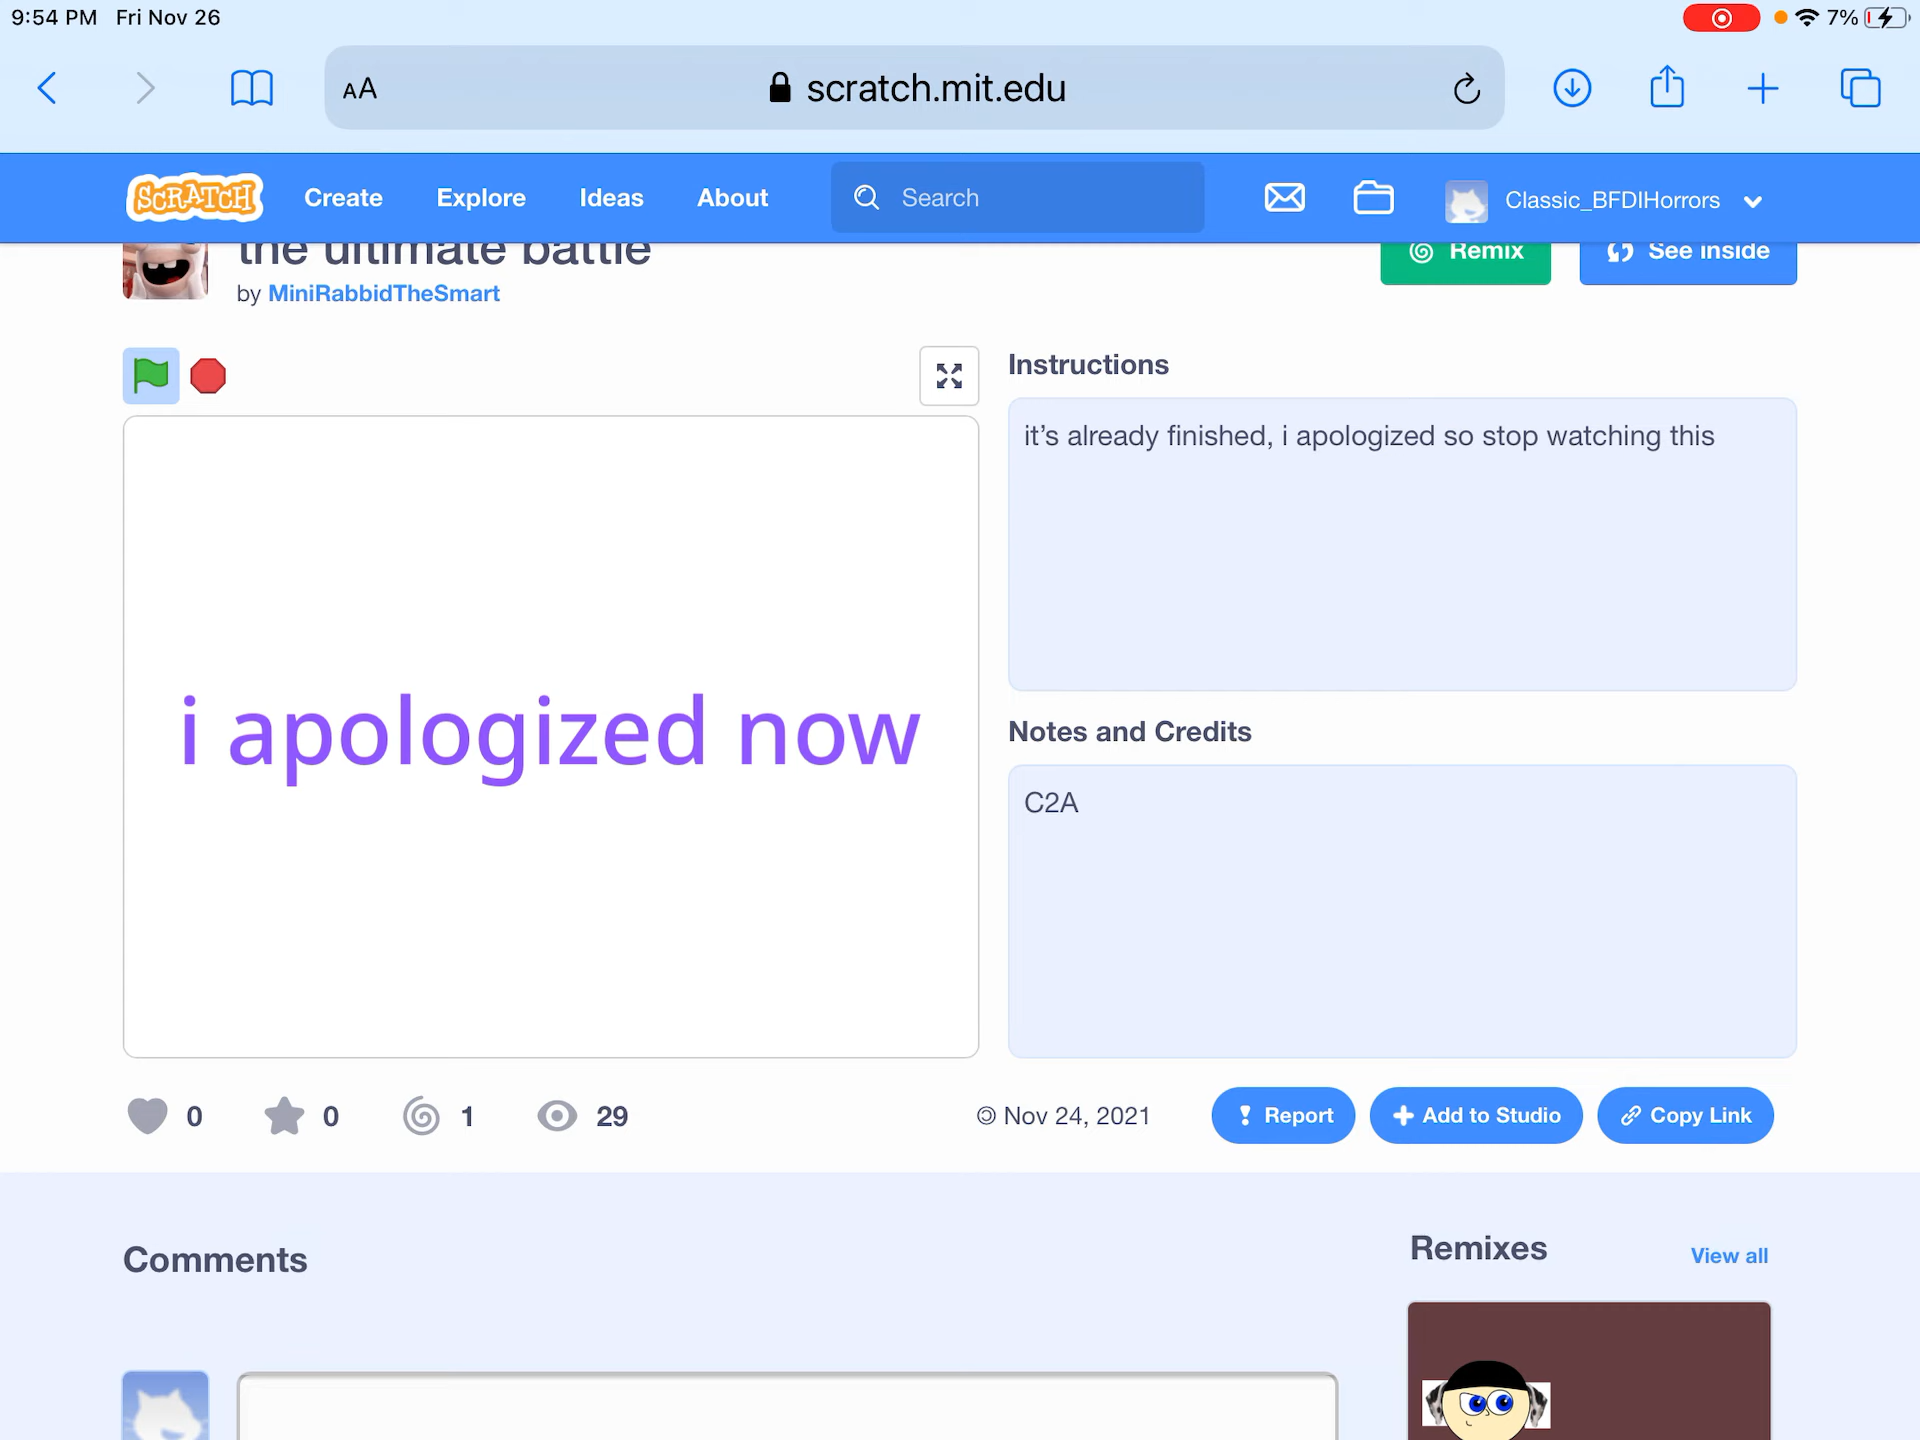 9:54 PM Fri Nov 26
7%
AA
scratch.mit.edu
SCRATCH
Create
Explore
Ideas
About
Search
Classic_BFDIHorrors
the ultimate battle
by MiniRabbidTheSmart
Remix
See inside
Instructions
it’s already finished, i apologized so stop watching this
i apologized now
Notes and Credits
C2A
0
0
1
29
Nov 24, 2021
Report
Add to Studio
Copy Link
Comments
Remixes
View all